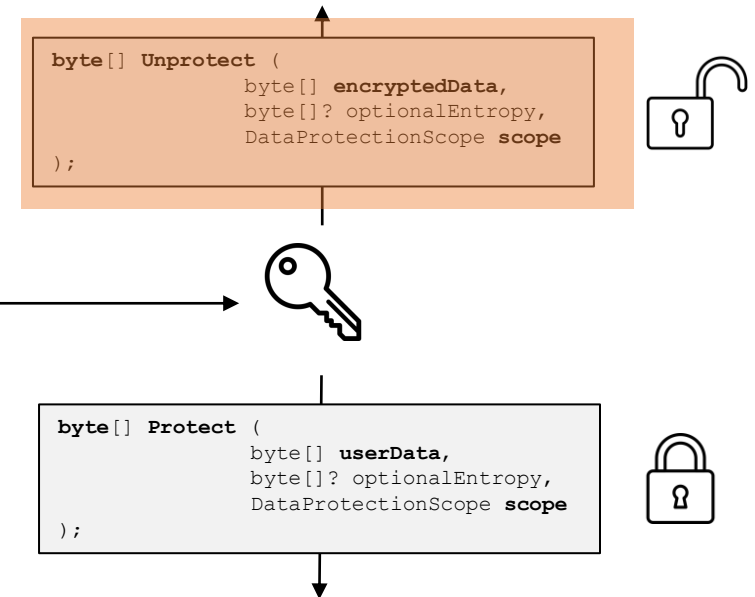 byte[] Unprotect (
byte[] encryptedData,
byte[]? optionalEntropy,
DataProtectionScope scope
);
byte[] Protect (
byte[] userData,
byte[]? optionalEntropy,
DataProtectionScope scope
);